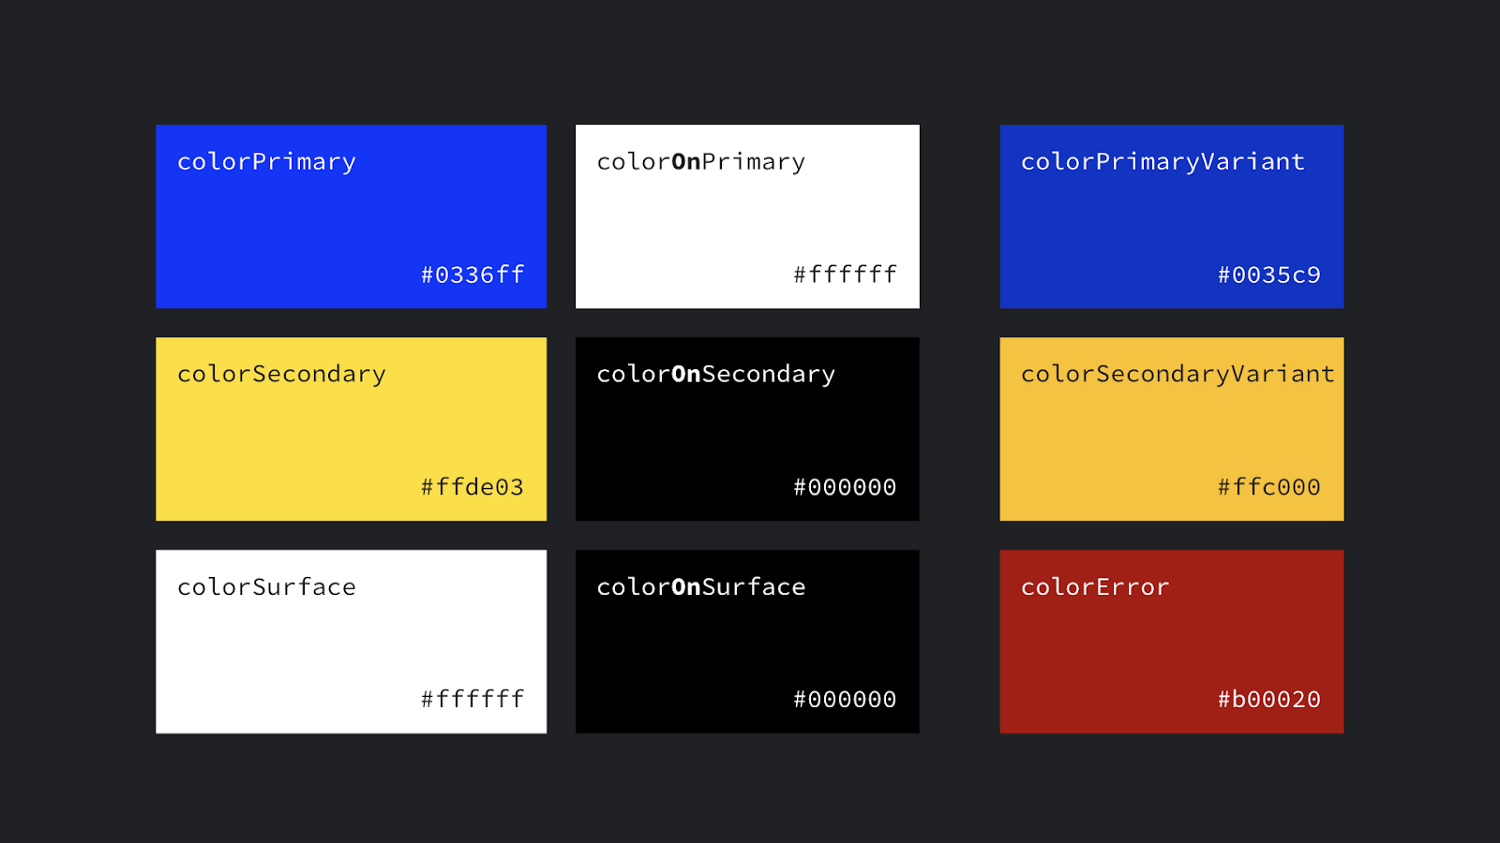 colorPrimary
#0336ff
colorOnPrimary
#ffffff
colorPrimaryVariant
#0035c9
colorSecondary
#ffde03
colorOnSecondary
#000000
colorSecondaryVariant
#ffc000
colorSurface
#ffffff
colorOnSurface
#000000
colorError
#b00020